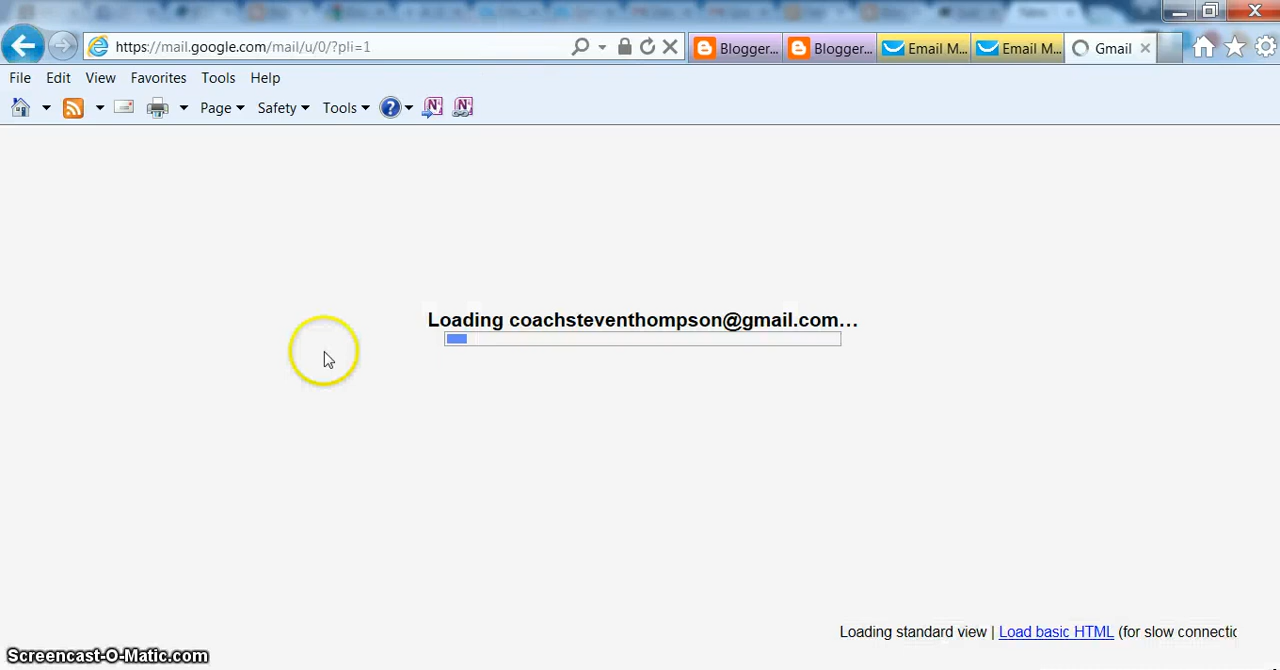 https://mail.google.com/mail/u/0/?pli=1
Blogger...
Blogger...
Email M...
Email M...
Gmail
File Edit View Favorites Tools Help
Page Safety Tools
Loading coachsteventhompson@gmail.com...
Loading standard view | Load basic HTML (for slow connectic
Screencast-O-Matic.com